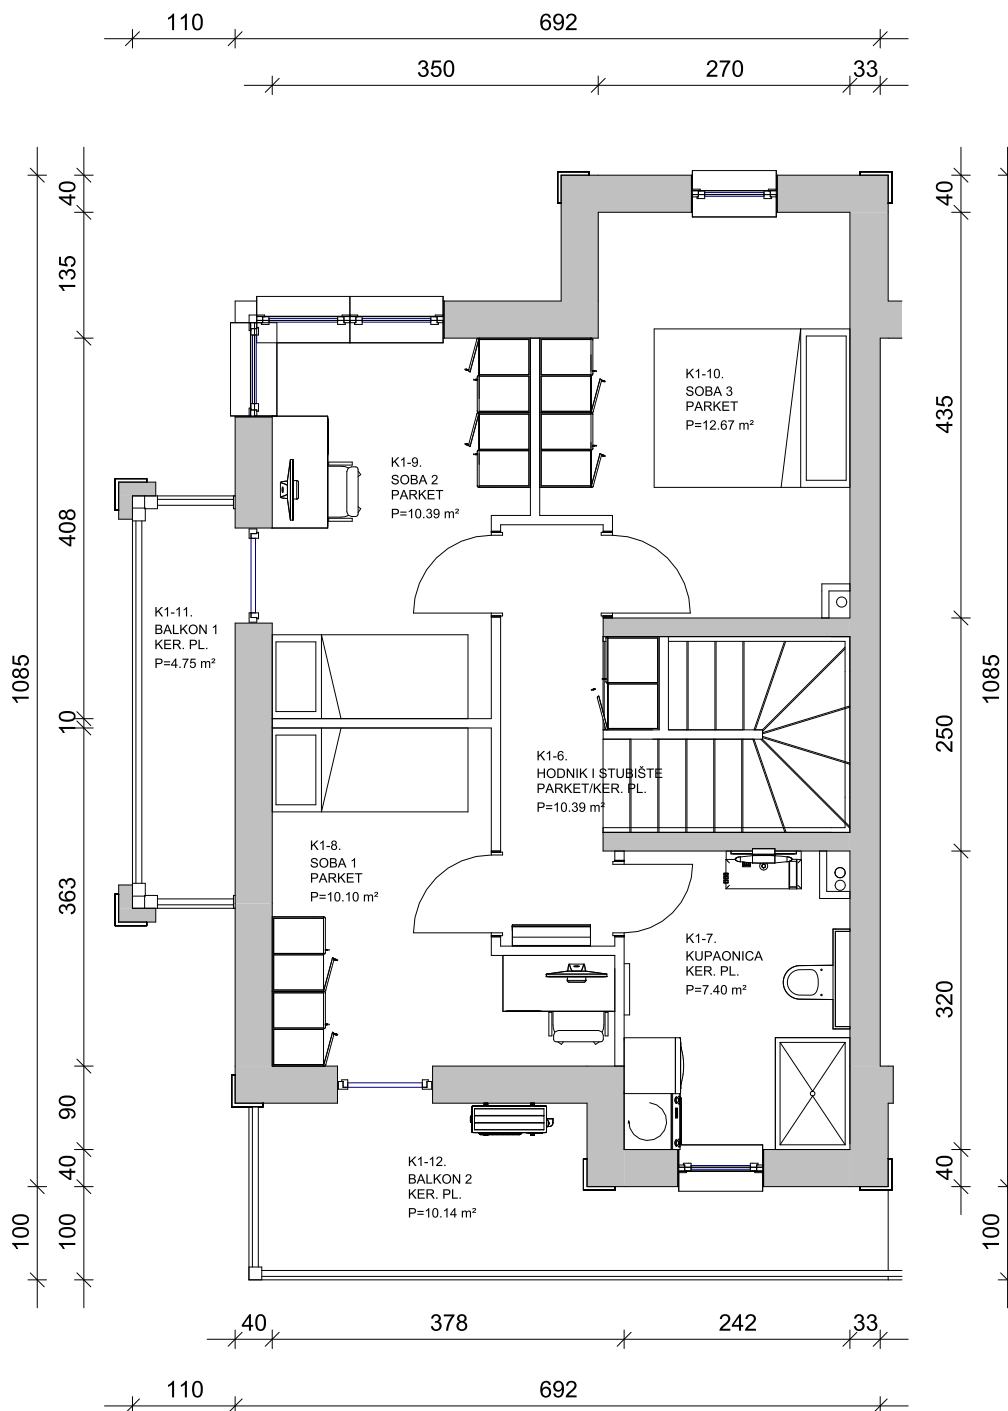 110
692
350
270
33
40
40
135
K1-10.
SOBA 3
PARKET
P=12.67 m²
435
K1-9.
SOBA 2
PARKET
P=10.39 m²
408
K1-11.
BALKON 1
KER. PL.
P=4.75 m²
1085
1085
10
250
K1-6.
HODNIK I STUBIŠTE
PARKET/KER. PL.
P=10.39 m²
K1-8.
SOBA 1
PARKET
P=10.10 m²
363
K1-7.
KUPAONICA
KER. PL.
P=7.40 m²
320
90
K1-12.
BALKON 2
KER. PL.
P=10.14 m²
40
40
100
100
100
40
378
242
33
110
692